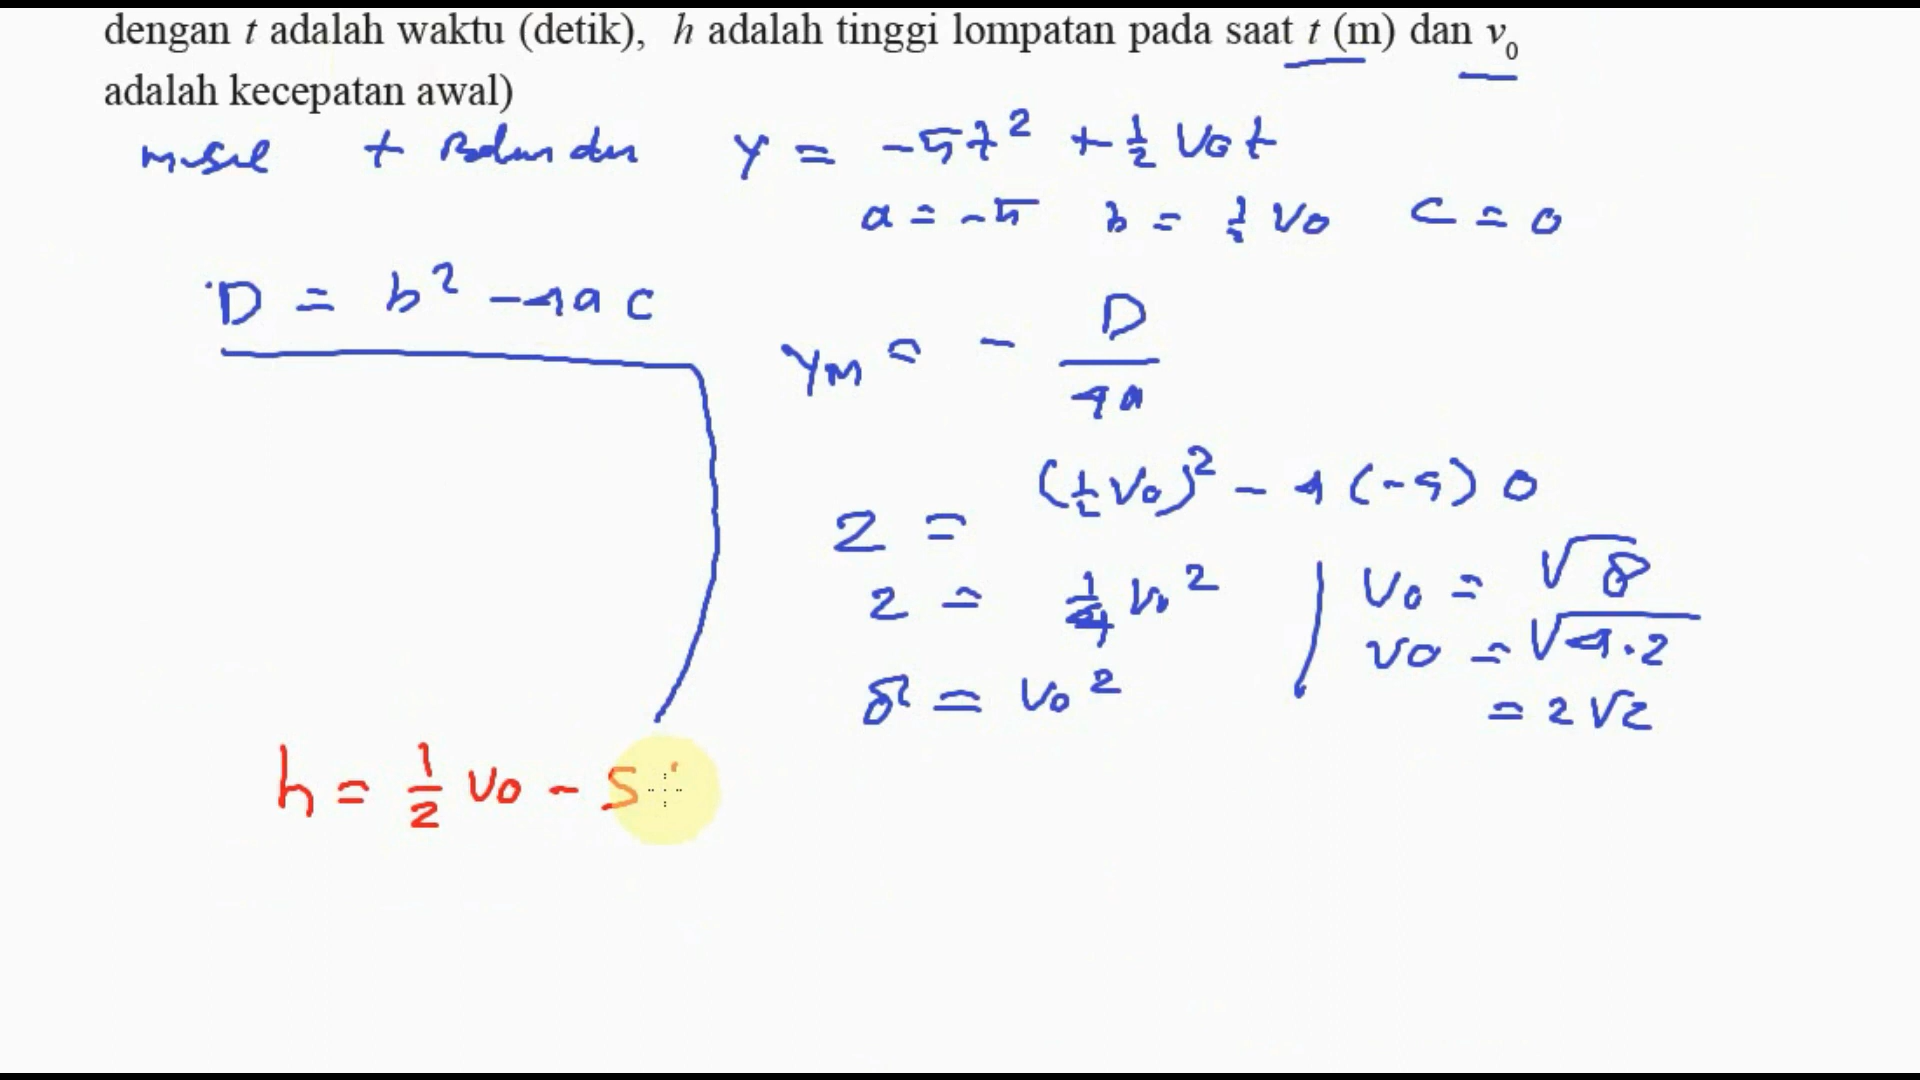 dengan t adalah waktu (detik), h adalah tinggi lompatan pada saat t (m) dan v₀
adalah kecepatan awal)
y = -5t² + ½ v₀t
a = -5 b = ½ v₀ c = 0
D = b² - 4ac
yM = - D/4a
2 = (½ v₀)² - 4(-5)0
2 = ¼ v₀²
8 = v₀²
v₀ = √8
v₀ = √4.2
= 2√2
h = ½ v₀ - 5